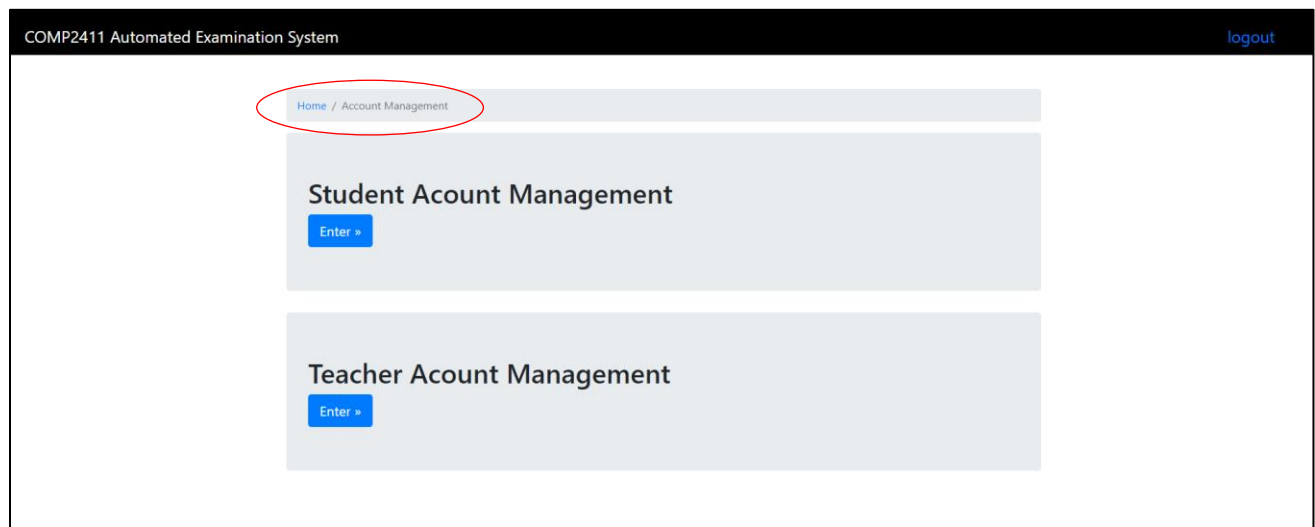 COMP2411 Automated Examination System logout
Home / Account Management
Student Acount Management
Enter »
Teacher Acount Management
Enter »